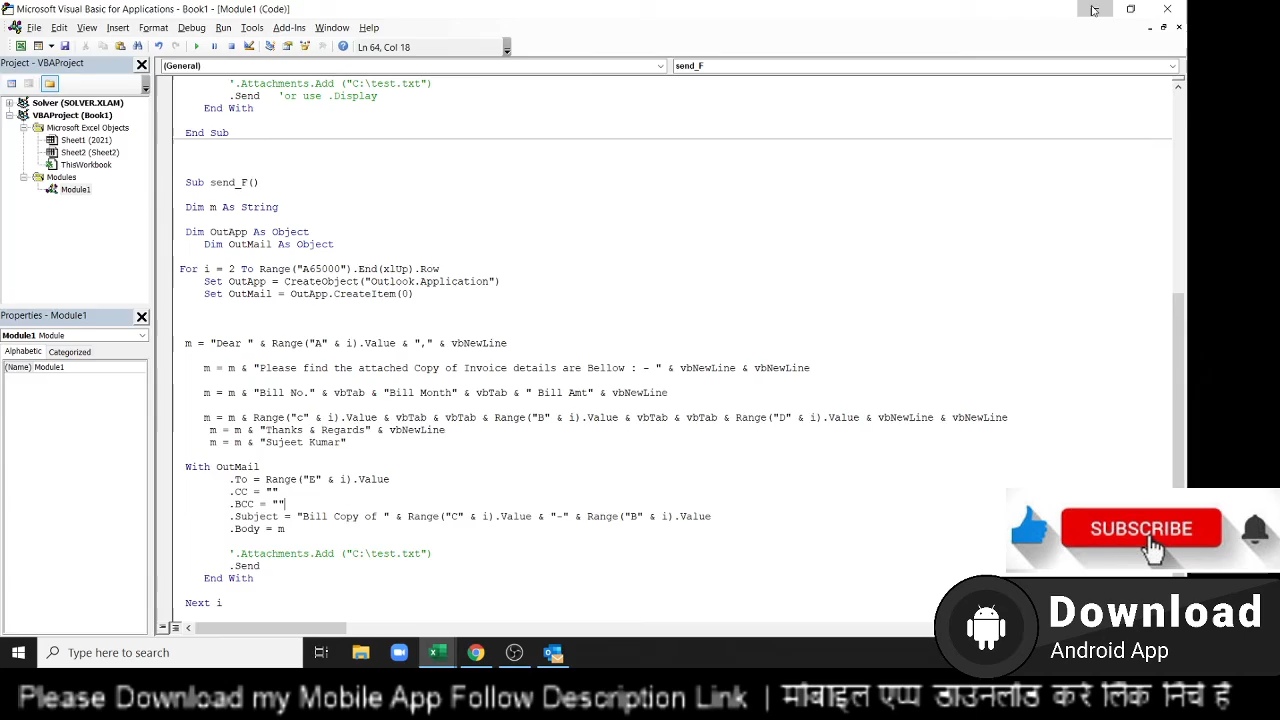 Microsoft Visual Basic for Applications - Book1 - [Module1 (Code)]
File Edit View Insert Format Debug Run Tools Add-Ins Window Help
Ln 64, Col 18
Project - VBAProject
(General) send_F
Solver (SOLVER.XLAM)
VBAProject (Book1)
Microsoft Excel Objects
Sheet1 (2021)
Sheet2 (Sheet2)
ThisWorkbook
Modules
Module1
Properties - Module1
Module1 Module
Alphabetic Categorized
(Name) Module1
'.Attachments.Add ("C:\test.txt")
.Send 'or use .Display
End With
End Sub
Sub send_F()
Dim m As String
Dim OutApp As Object
Dim OutMail As Object
For i = 2 To Range("A65000").End(xlUp).Row
Set OutApp = CreateObject("Outlook.Application")
Set OutMail = OutApp.CreateItem(0)
m = "Dear " & Range("A" & i).Value & "," & vbNewLine
m = m & "Please find the attached Copy of Invoice details are Bellow : - " & vbNewLine & vbNewLine
m = m & "Bill No." & vbTab & "Bill Month" & vbTab & " Bill Amt" & vbNewLine
m = m & Range("c" & i).Value & vbTab & vbTab & Range("B" & i).Value & vbTab & vbTab & Range("D" & i).Value & vbNewLine & vbNewLine
m = m & "Thanks & Regards" & vbNewLine
m = m & "Sujeet Kumar"
With OutMail
.To = Range("E" & i).Value
.CC = ""
.BCC = ""
.Subject = "Bill Copy of " & Range("C" & i).Value & "-" & Range("B" & i).Value
.Body = m
'.Attachments.Add ("C:\test.txt")
.Send
End With
Next i
SUBSCRIBE
Download
Android App
Type here to search
Please Download my Mobile App Follow Description Link | मोबाइल एप्प डाउनलोड करे लिंक निचे है